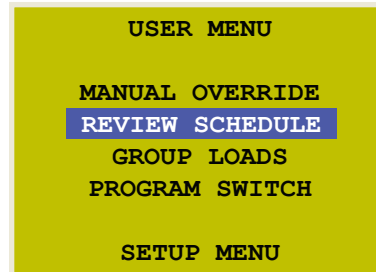 USER MENU
MANUAL OVERRIDE
REVIEW SCHEDULE
GROUP LOADS
PROGRAM SWITCH
SETUP MENU